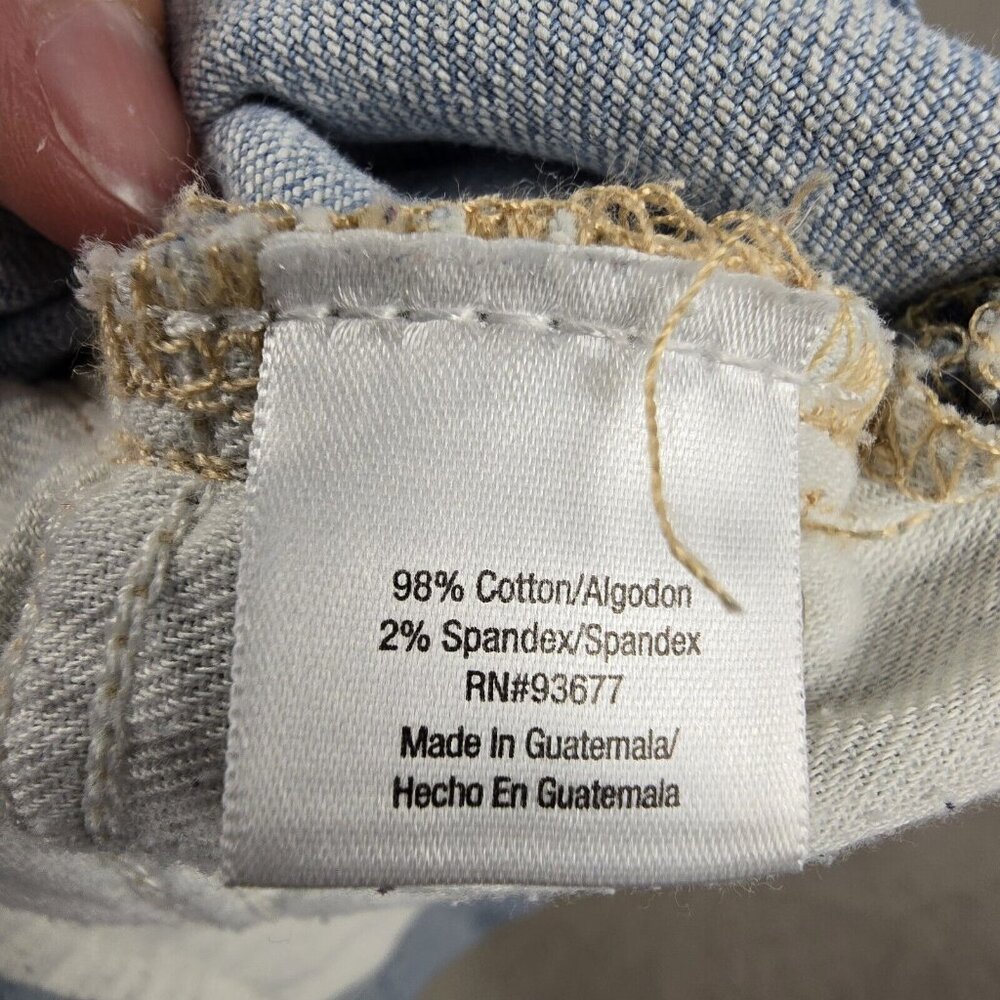 98% Cotton/Algodon
2% Spandex/Spandex
RN#93677
Made In Guatemala/
Hecho En Guatemala